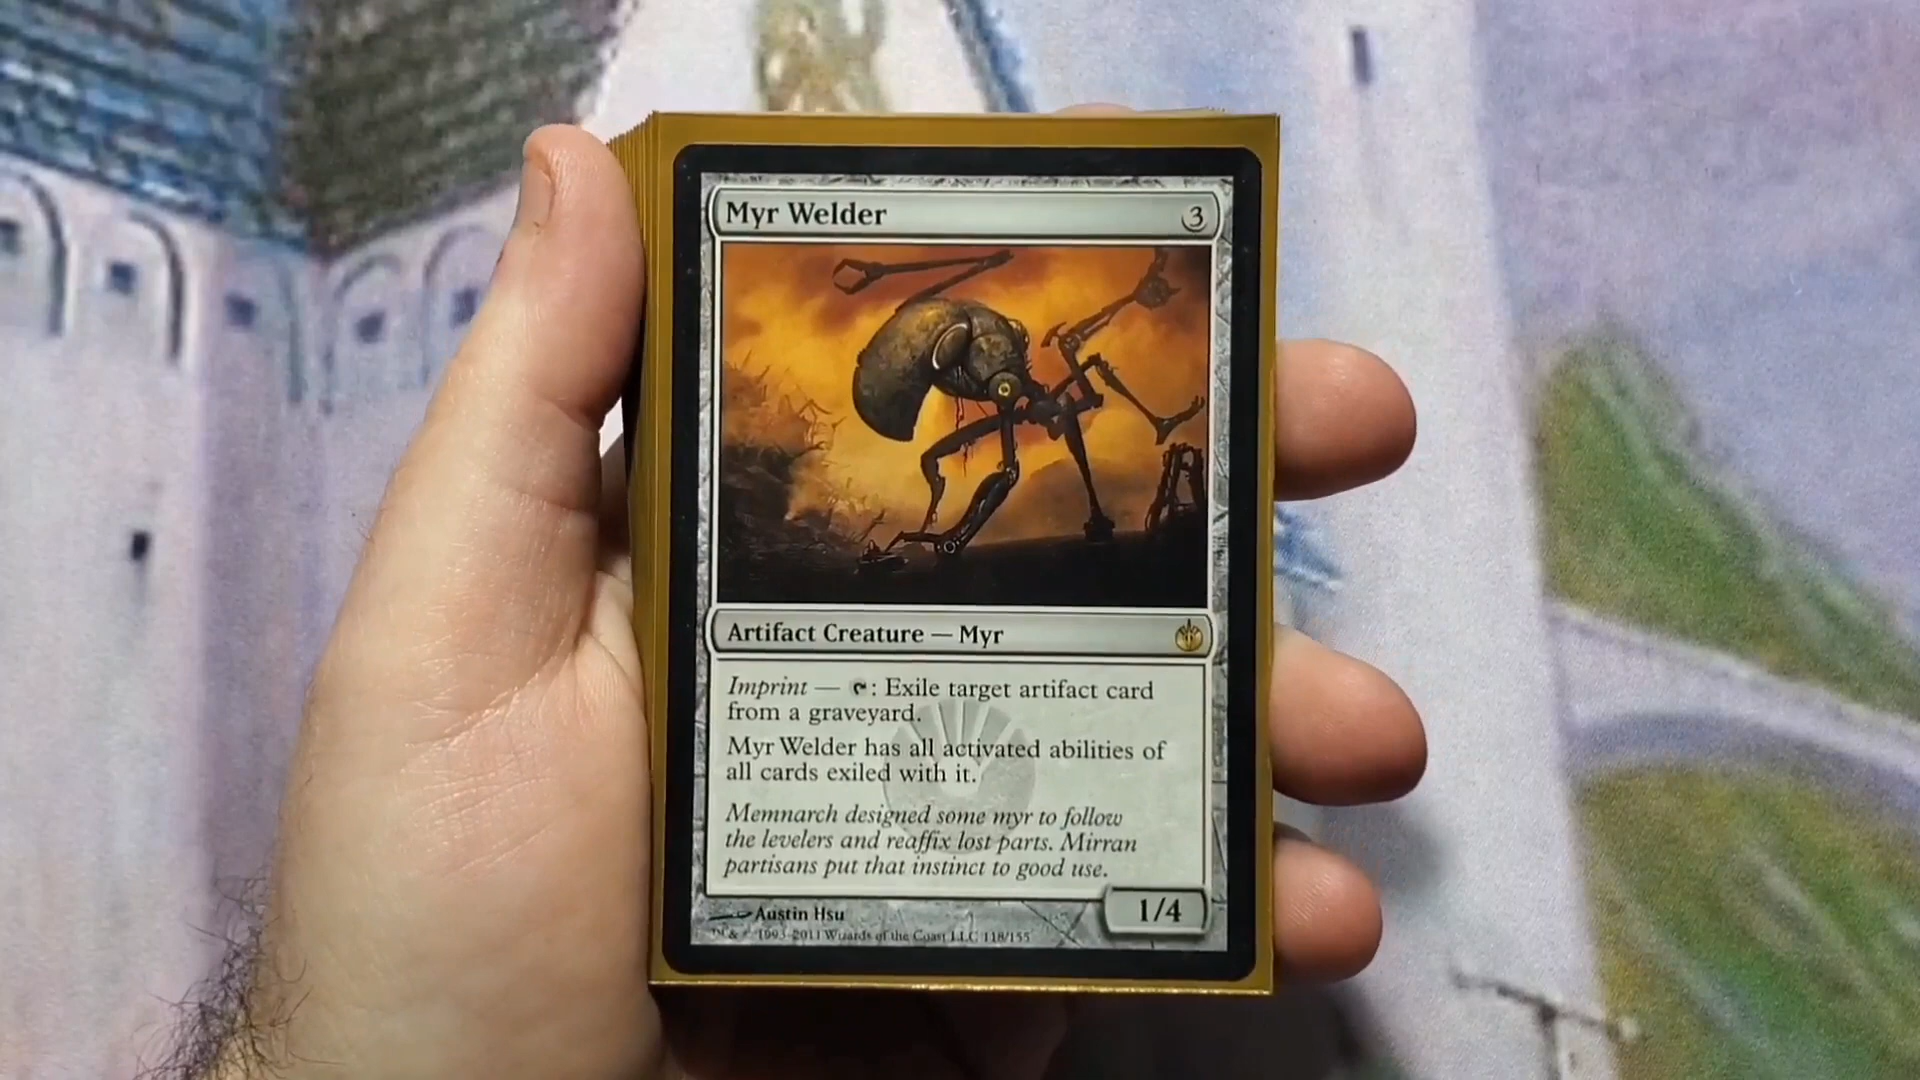 Myr Welder 3
Artifact Creature — Myr
Imprint — : Exile target artifact card
from a graveyard.
Myr Welder has all activated abilities of
all cards exiled with it.
Memnarch designed some myr to follow
the levelers and reaffix lost parts. Mirran
partisans put that instinct to good use.
1/4
Austin Hsu
™ & © 1993-2011 Wizards of the Coast LLC 118/155